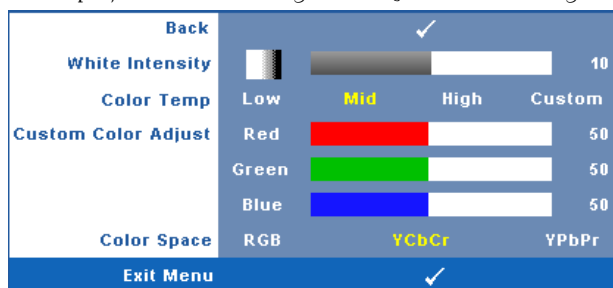 Back
White Intensity 10
Color Temp Low Mid High Custom
Custom Color Adjust Red 50
Green 50
Blue 50
Color Space RGB YCbCr YPbPr
Exit Menu